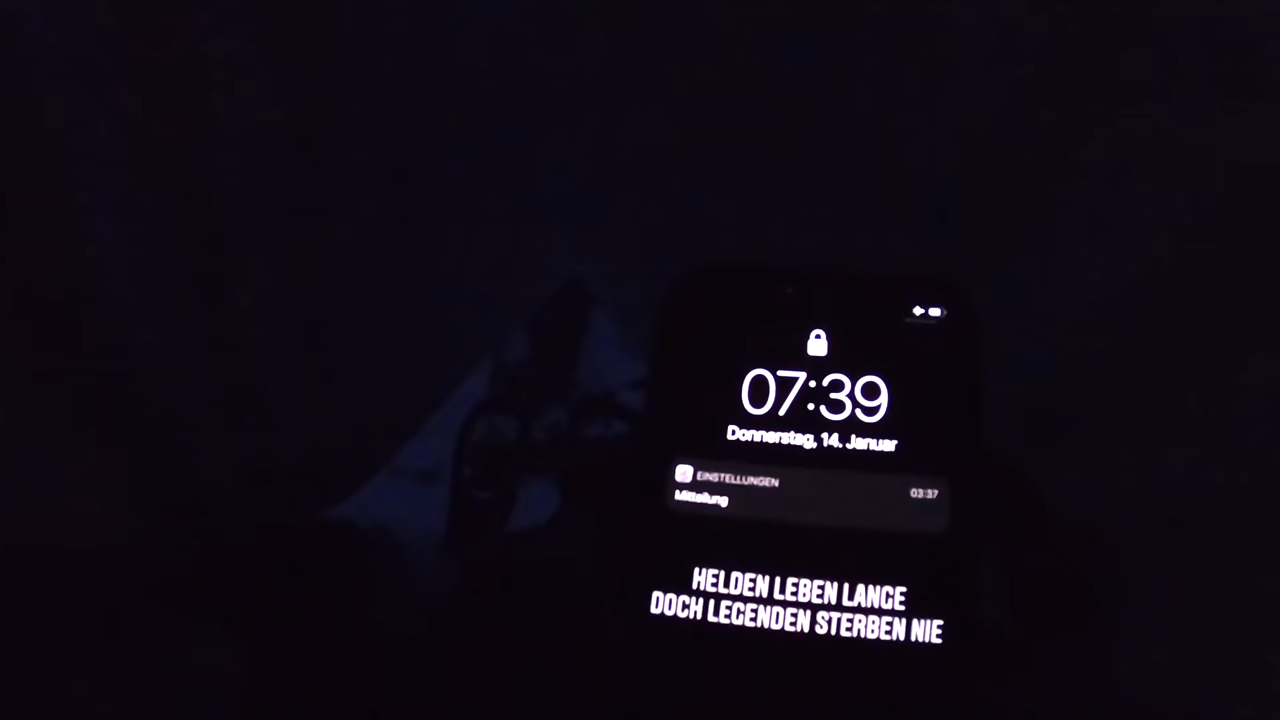 07:39
Donnerstag, 14. Januar
EINSTELLUNGEN 03:37
Mitteilung
HELDEN LEBEN LANGE
DOCH LEGENDEN STERBEN NIE